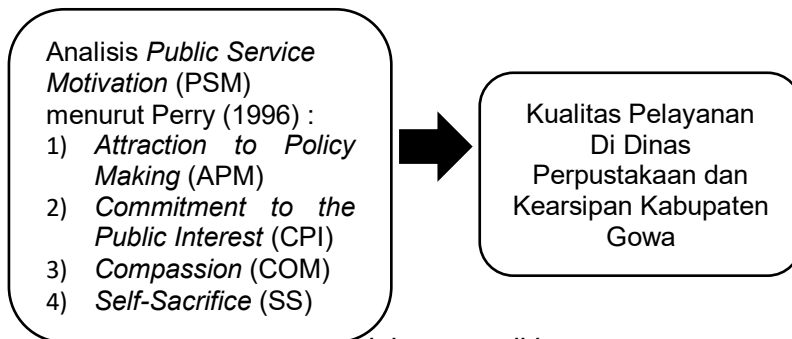 Analisis Public Service
Motivation (PSM)
menurut Perry (1996) :
1) Attraction to Policy
Making (APM)
2) Commitment to the
Public Interest (CPI)
3) Compassion (COM)
4) Self-Sacrifice (SS)
Kualitas Pelayanan
Di Dinas
Perpustakaan dan
Kearsipan Kabupaten
Gowa